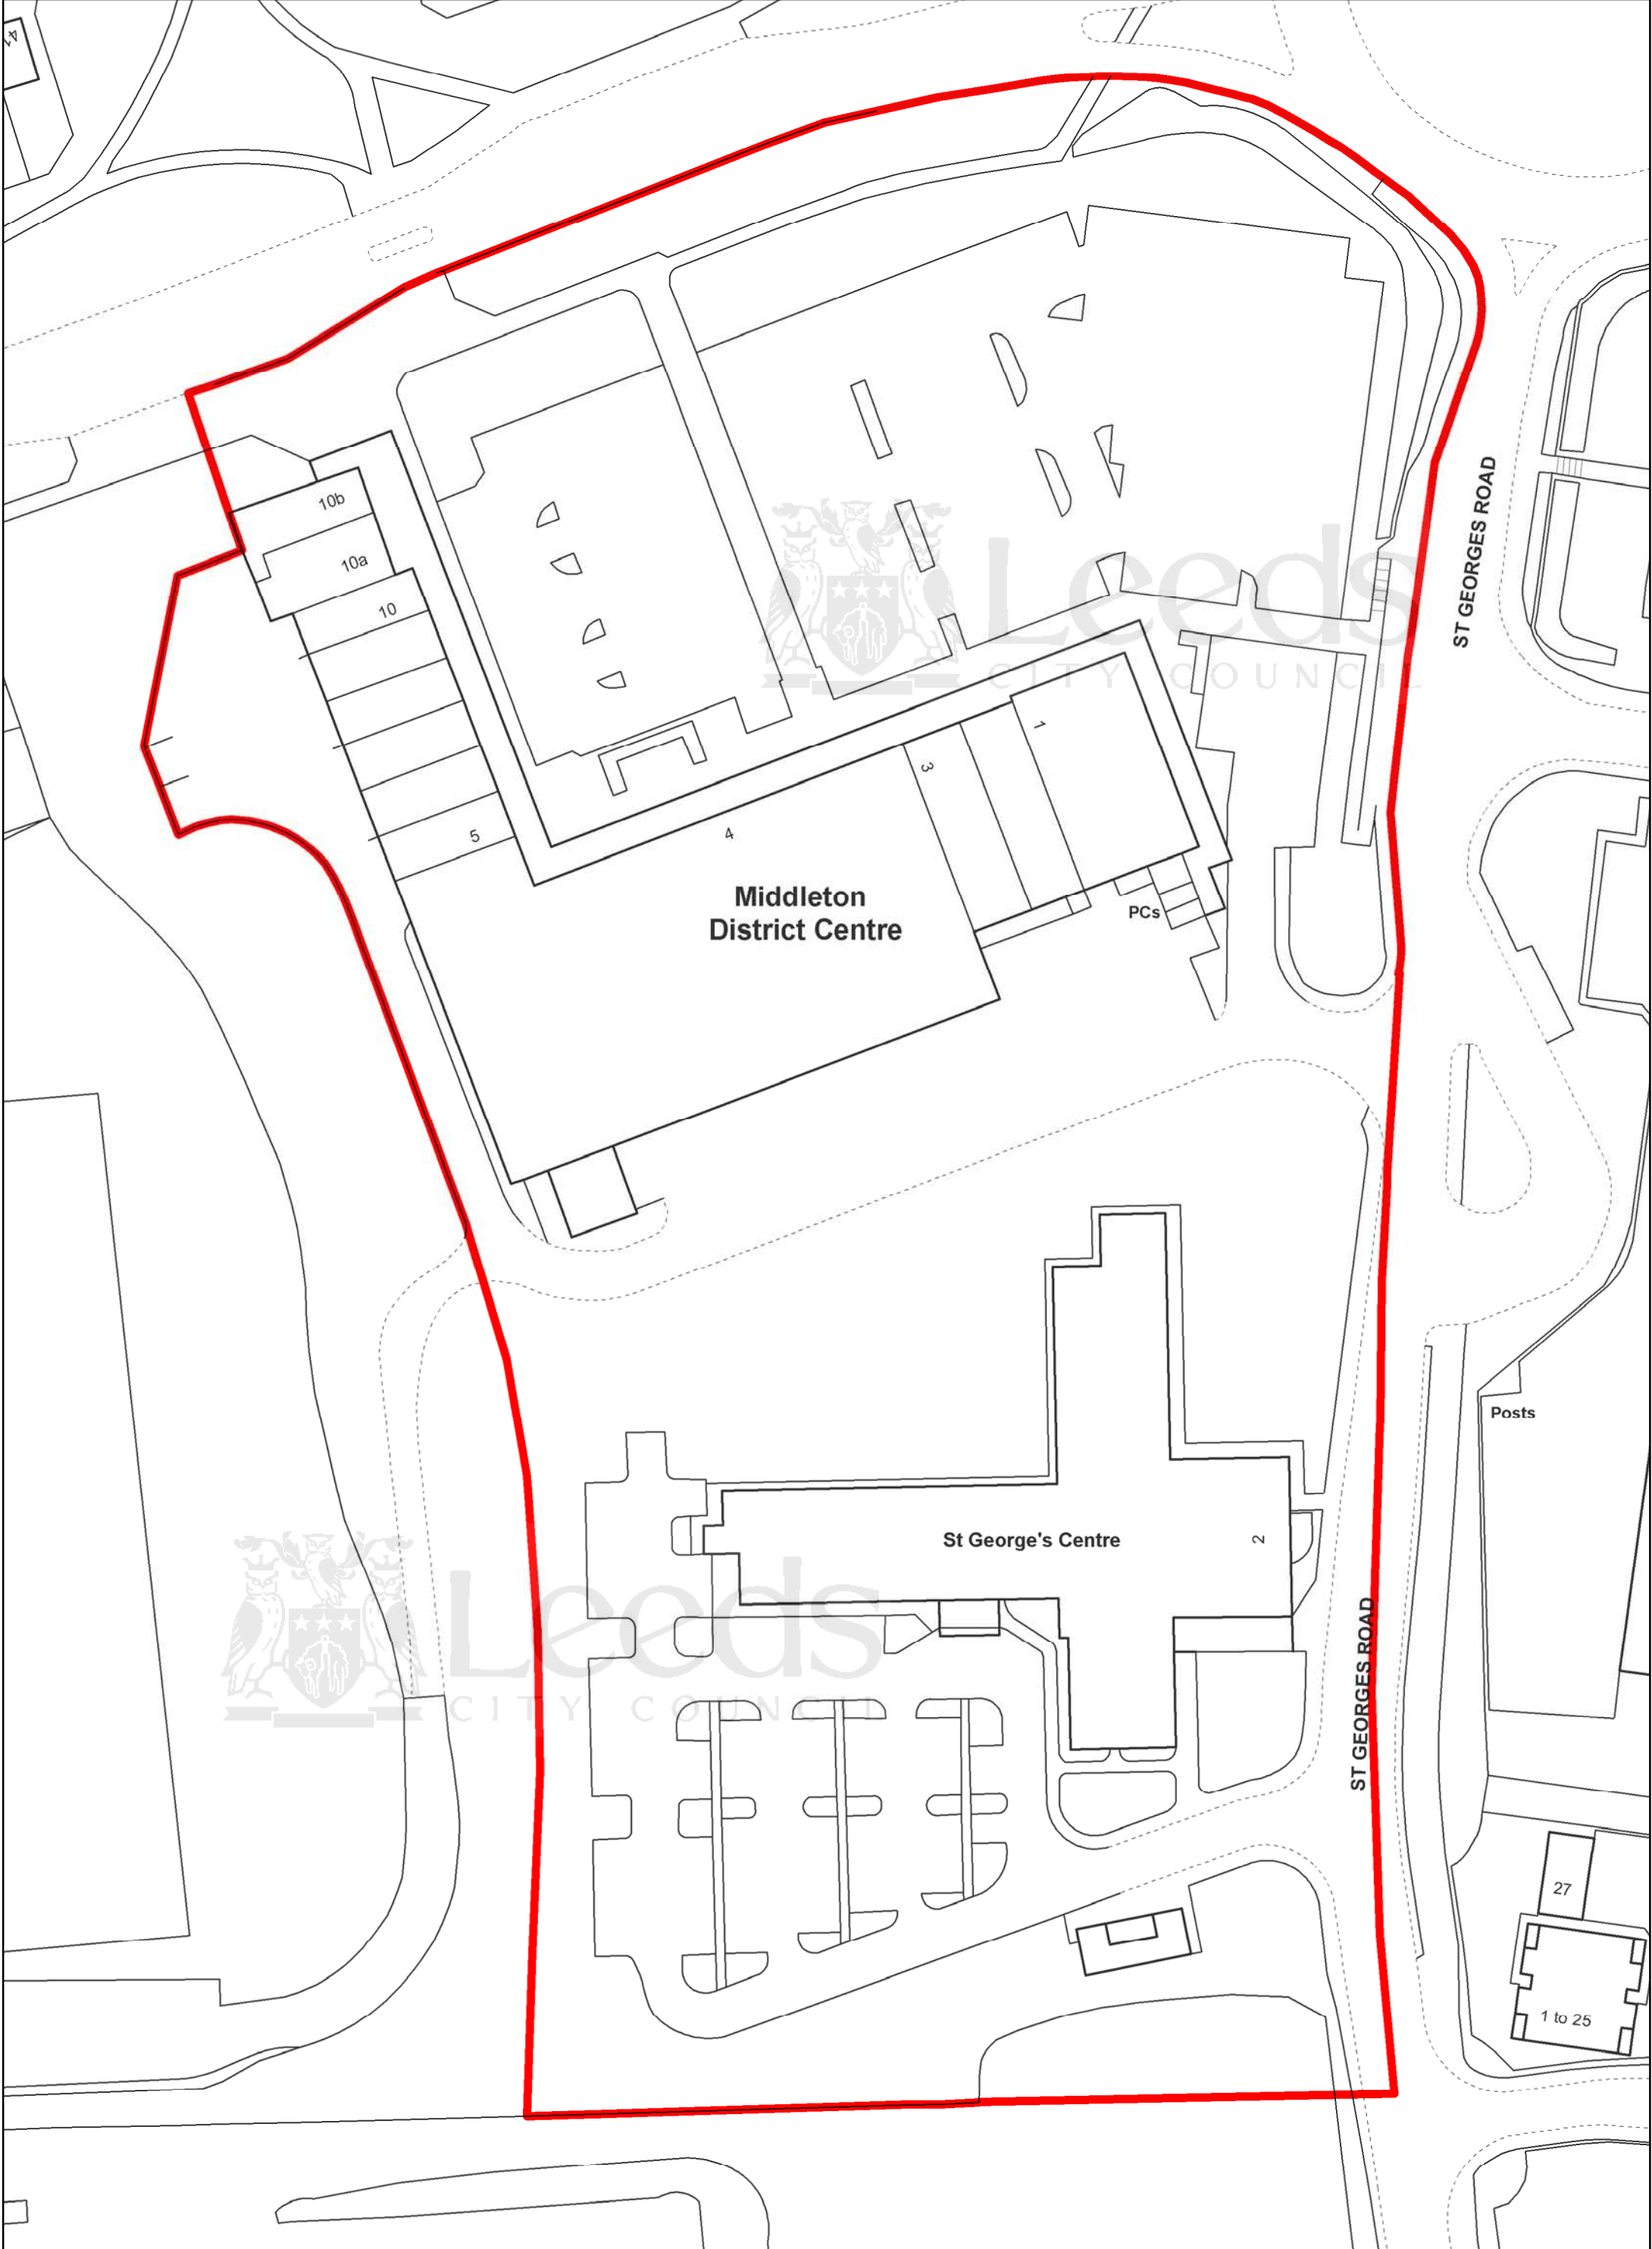 41
10b
10a
10
5
4
3
1
Leeds
CITY COUNCIL
ST GEORGES ROAD
Middleton
District Centre
PCs
Posts
St George's Centre
2
Leeds
CITY COUNCIL
ST GEORGES ROAD
27
1 to 25